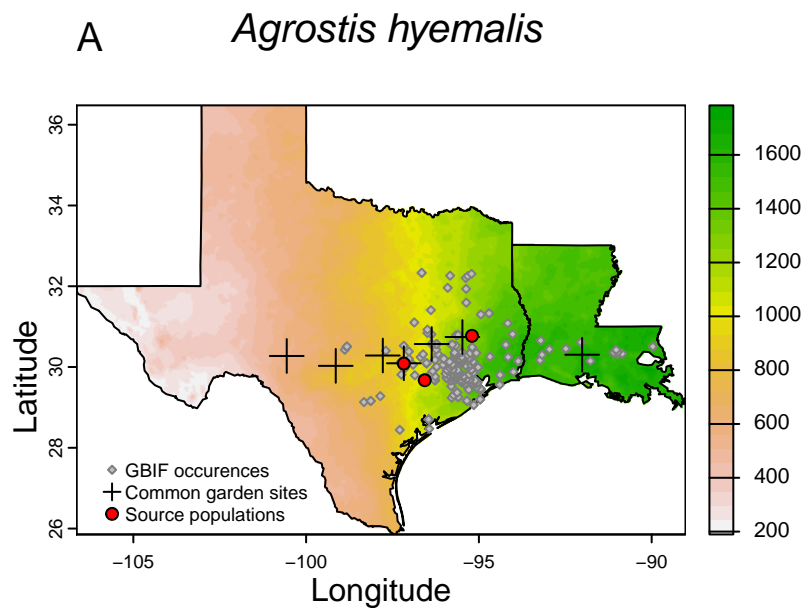 A
Agrostis hyemalis
Latitude
36
34
32
30
28
26
GBIF occurences
Common garden sites
Source populations
−105
−100
−95
−90
Longitude
1600
1400
1200
1000
800
600
400
200